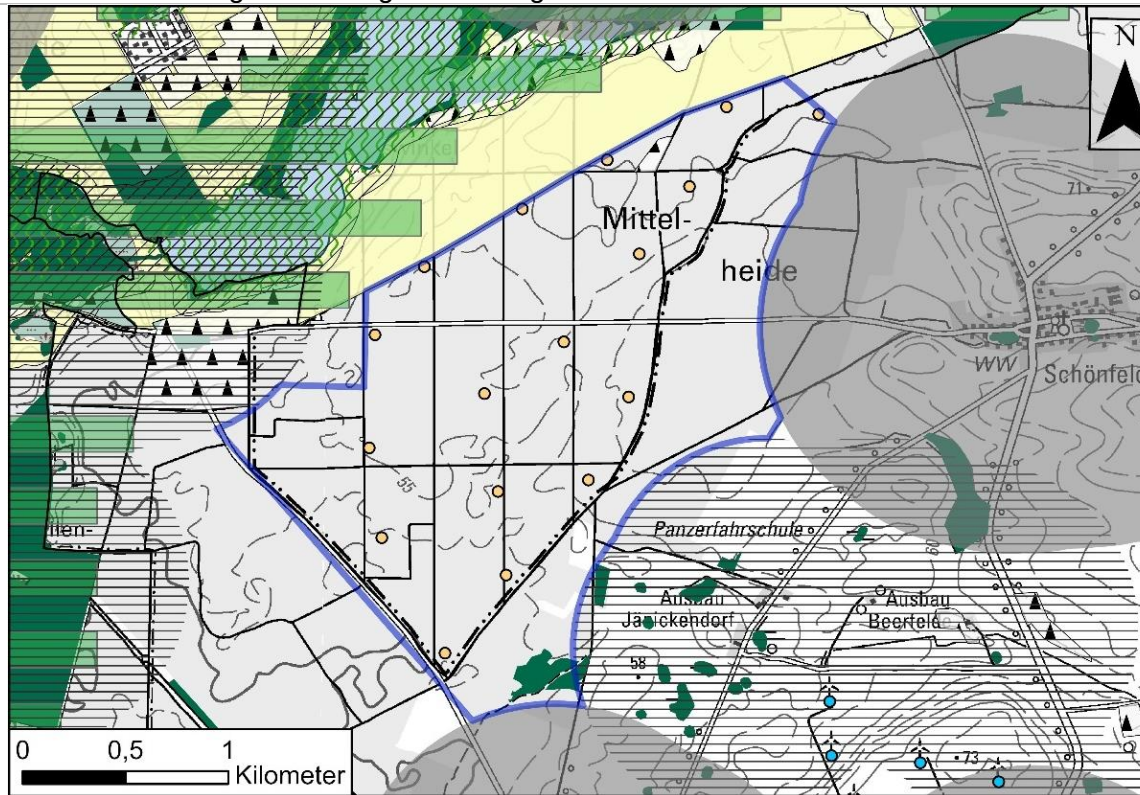 N
71
Mittel-
heide
WW
Schönfeld
55
60
Panzerfahrschule
Ausbau
Jänickendorf
Ausbau
Beerfelde
58
73
0 0,5 1
Kilometer